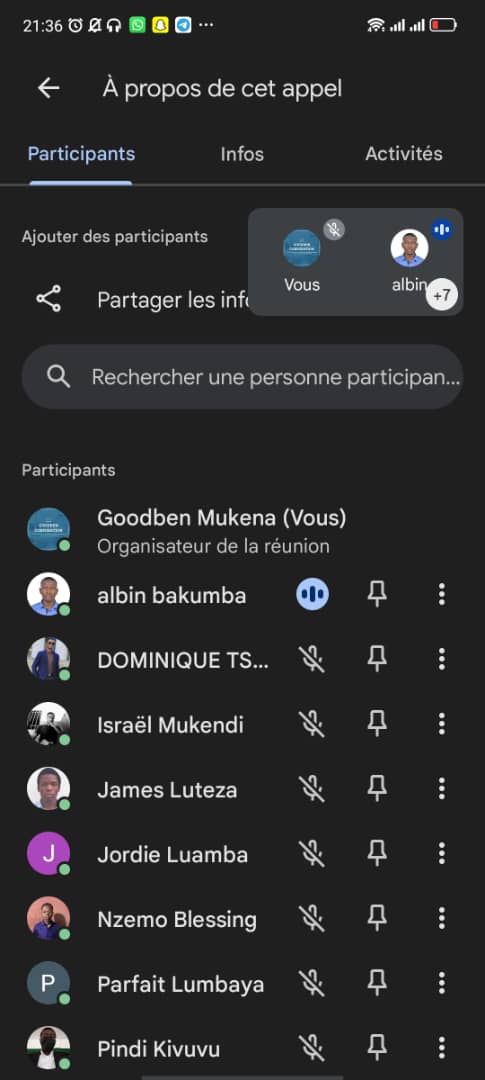 21:36
À propos de cet appel
Participants
Infos
Activités
Ajouter des participants
Vous
albin
+7
Partager les info
Rechercher une personne participan...
Participants
Goodben Mukena (Vous)
Organisateur de la réunion
albin bakumba
DOMINIQUE TS...
Israël Mukendi
James Luteza
J
Jordie Luamba
Nzemo Blessing
P
Parfait Lumbaya
Pindi Kivuvu